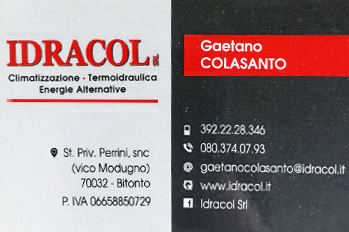 IDRACOL SRL
Climatizzazione - Termoidraulica
Energie Alternative
St. Priv. Perrini, snc
(vico Modugno)
70032 - Bitonto
P. IVA 06658850729
Gaetano
COLASANTO
392.22.28.346
080.374.07.93
gaetanocolasanto@idracol.it
www.idracol.it
Idracol Srl